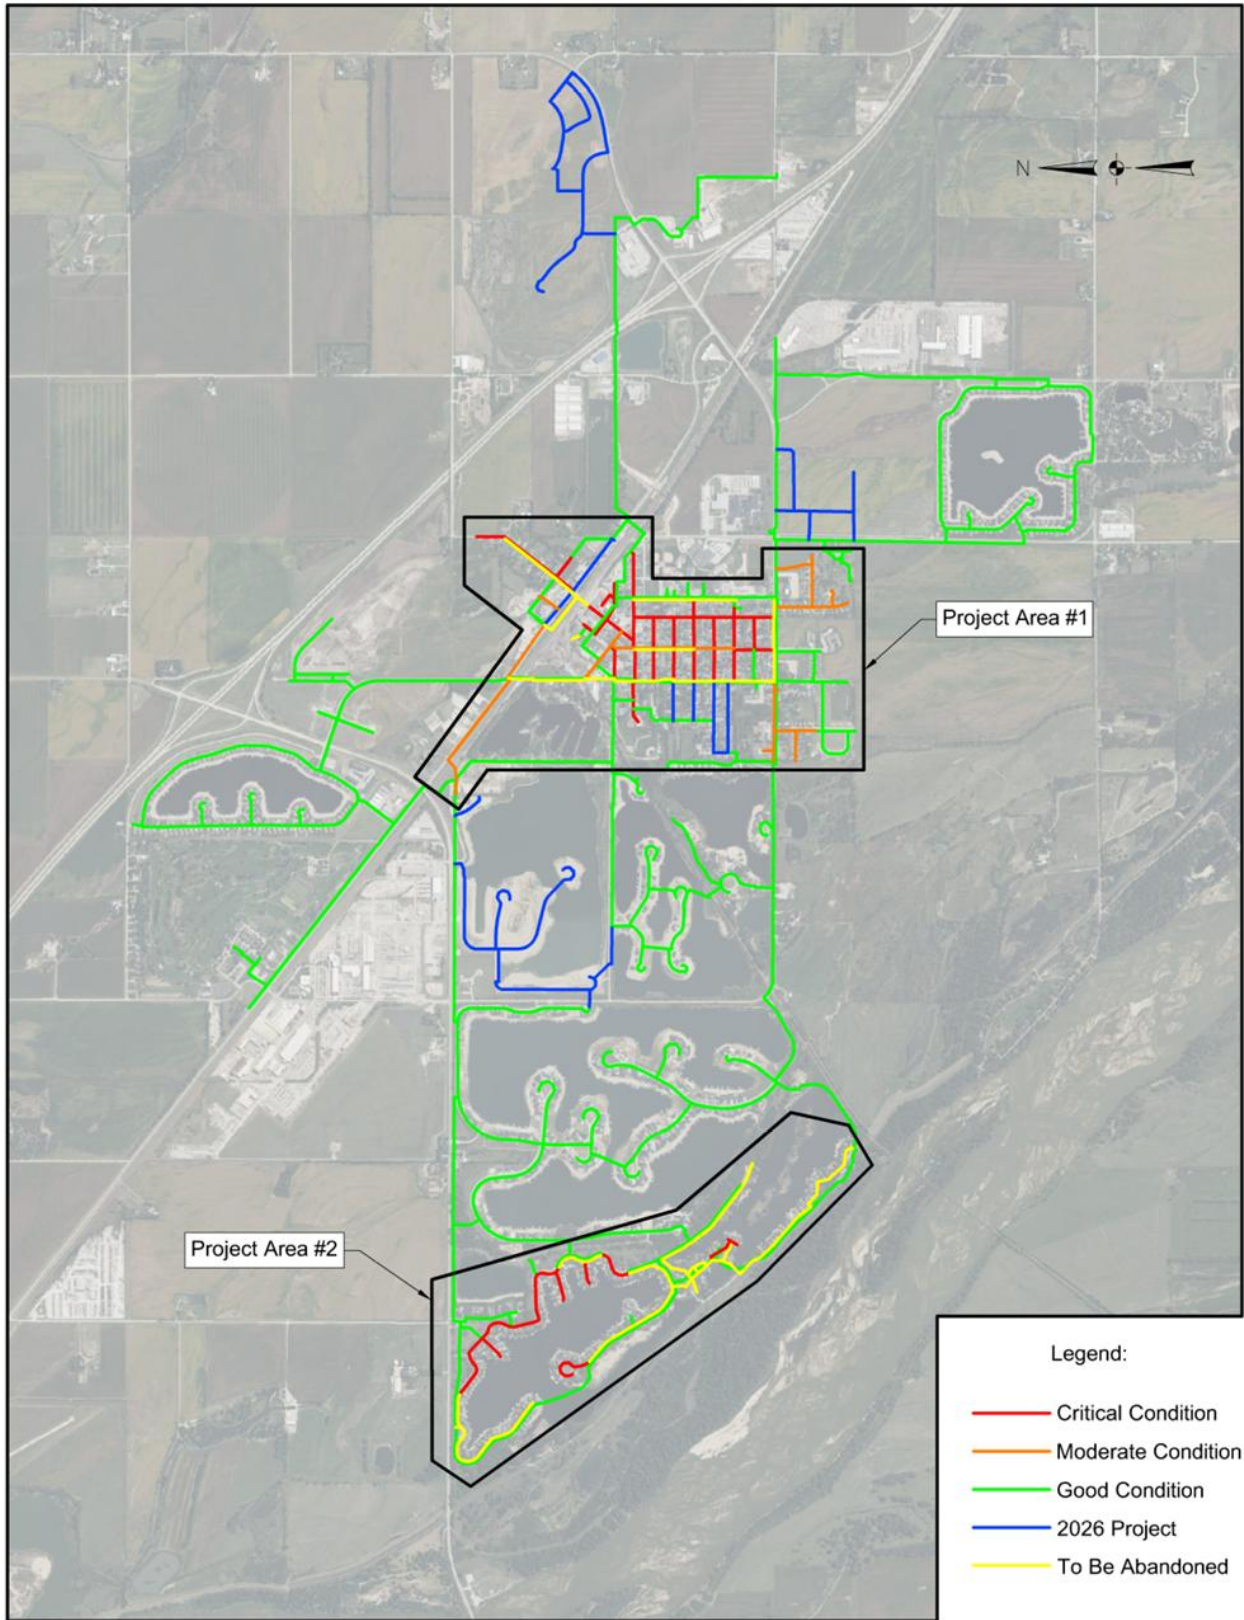 N
Project Area #1
Project Area #2
Legend:
Critical Condition
Moderate Condition
Good Condition
2026 Project
To Be Abandoned